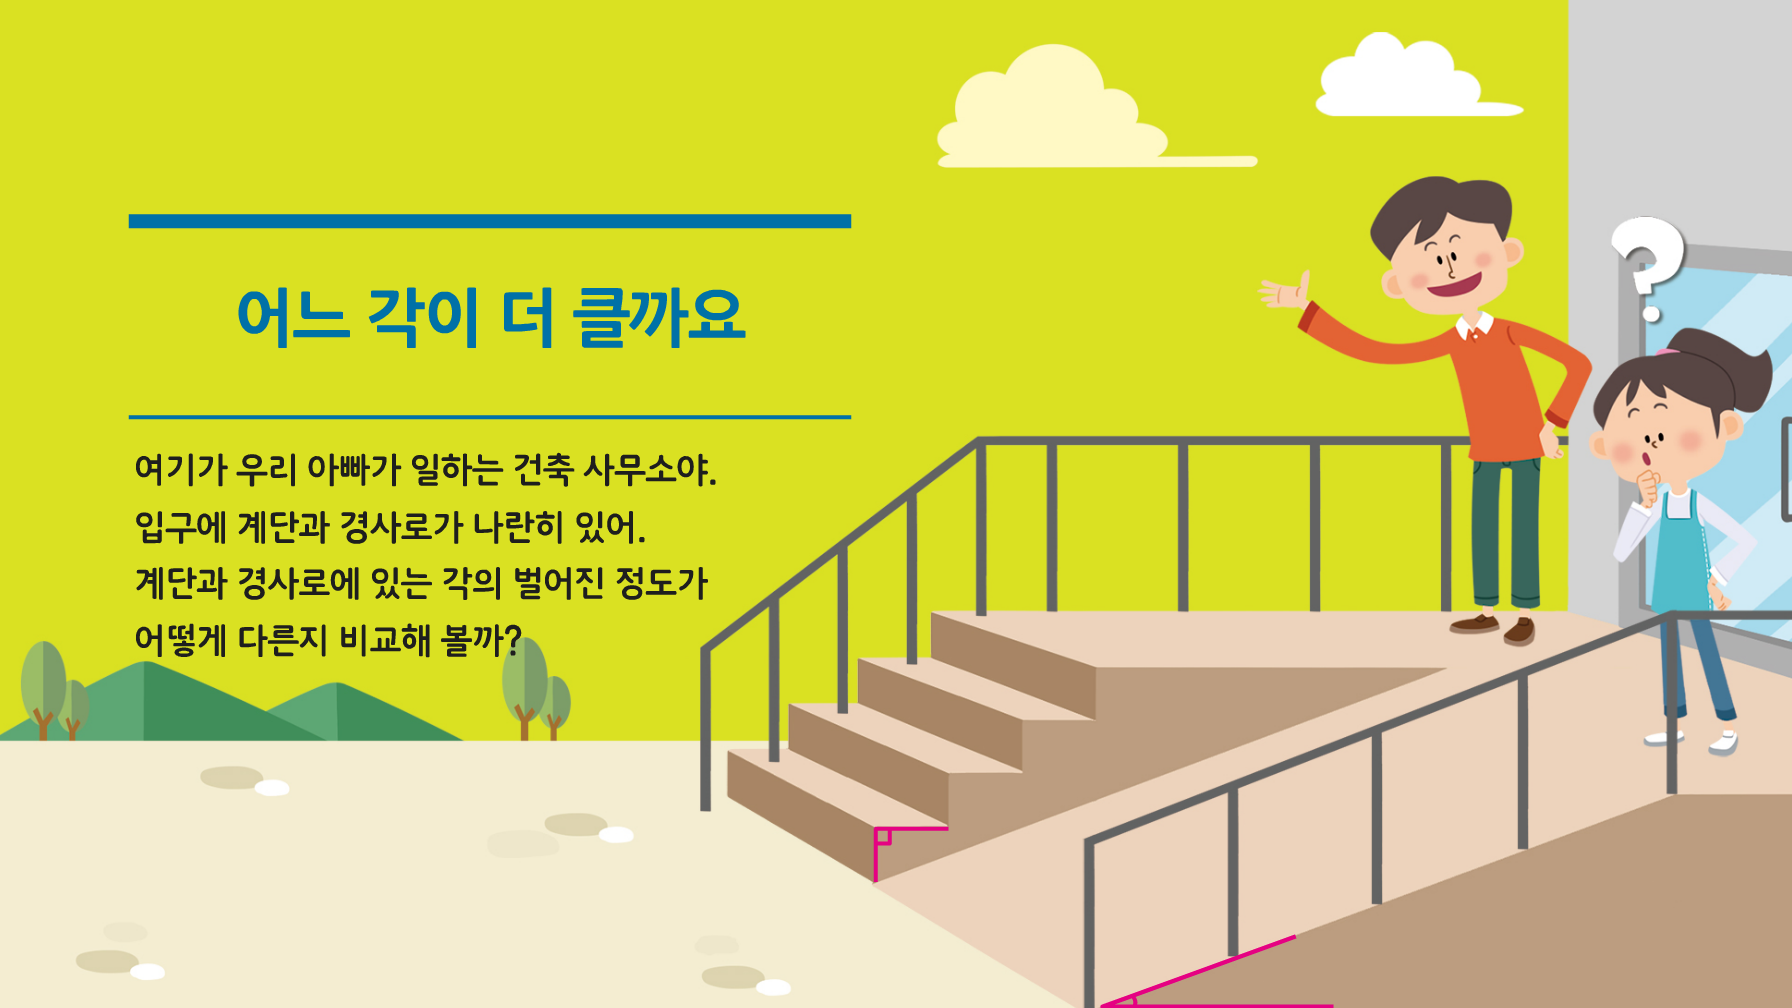 어느 각이 더 클까요
여기가 우리 아빠가 일하는 건축 사무소야.
입구에 계단과 경사로가 나란히 있어.
계단과 경사로에 있는 각의 벌어진 정도가
어떻게 다른지 비교해 볼까?
?